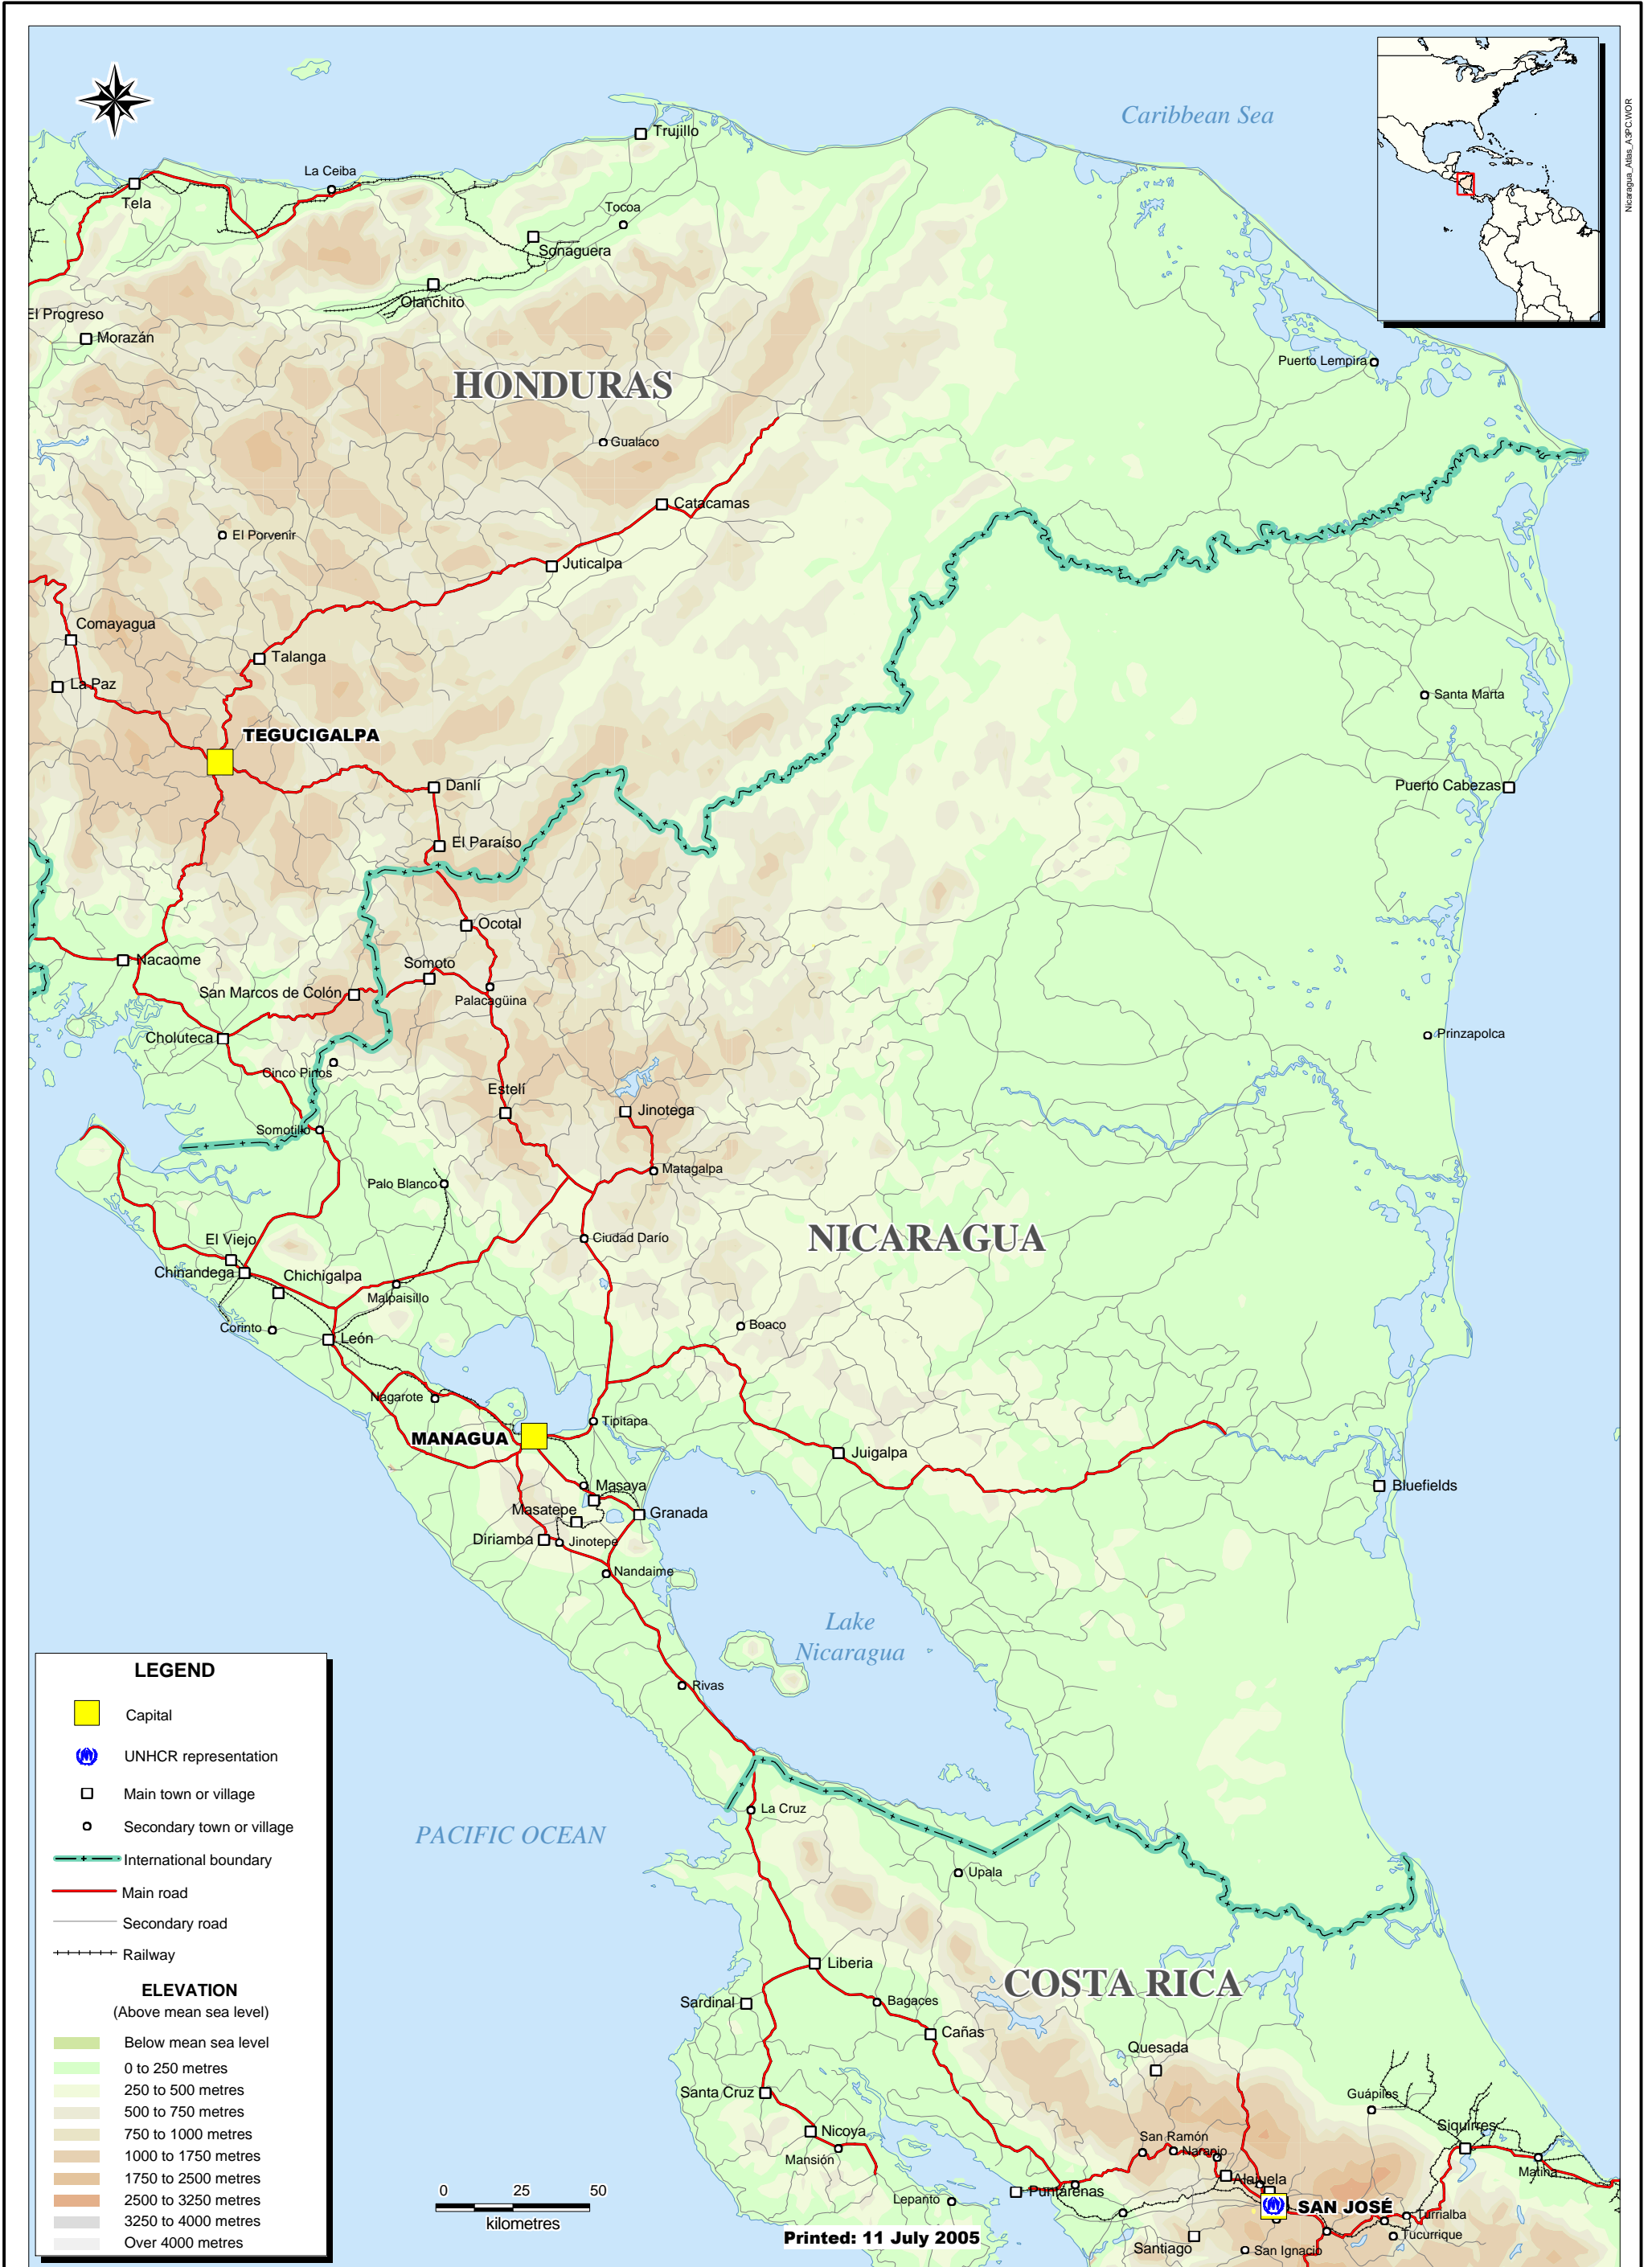 Caribbean Sea
Nicaragua_Atlas_A3PC.WOR
Trujillo
La Ceiba
Tela
Tocoa
Sonaguera
Olanchito
El Progreso
Morazán
Puerto Lempira
HONDURAS
Gualaco
Catacamas
El Porvenir
Juticalpa
Comayagua
Talanga
La Paz
Santa Marta
TEGUCIGALPA
Danlí
Puerto Cabezas
El Paraíso
Ocotal
Nacaome
Somoto
San Marcos de Colón
Palacagüina
Choluteca
Prinzapolca
Cinco Pinos
Estelí
Jinotega
Somotillo
Matagalpa
Palo Blanco
NICARAGUA
Ciudad Darío
El Viejo
Chinandega
Chichigalpa
Malpaisillo
Corinto
León
Boaco
Nagarote
Tipitapa
MANAGUA
Juigalpa
Masaya
Bluefields
Masatepe
Granada
Diriamba
Jinotepe
Nandaime
Lake
Nicaragua
Rivas
LEGEND
Capital
UNHCR representation
Main town or village
Secondary town or village
International boundary
Main road
Secondary road
Railway
ELEVATION
(Above mean sea level)
Below mean sea level
0 to 250 metres
250 to 500 metres
500 to 750 metres
750 to 1000 metres
1000 to 1750 metres
1750 to 2500 metres
2500 to 3250 metres
3250 to 4000 metres
Over 4000 metres
La Cruz
PACIFIC OCEAN
Upala
Liberia
COSTA RICA
Sardinal
Bagaces
Cañas
Quesada
Santa Cruz
Guápiles
Siquirres
Nicoya
San Ramón
Naranjo
Mansión
Matina
Alajuela
Puntarenas
Lepanto
SAN JOSÉ
Turrialba
Tucurrique
Santiago
San Ignacio
0 25 50
kilometres
Printed: 11 July 2005